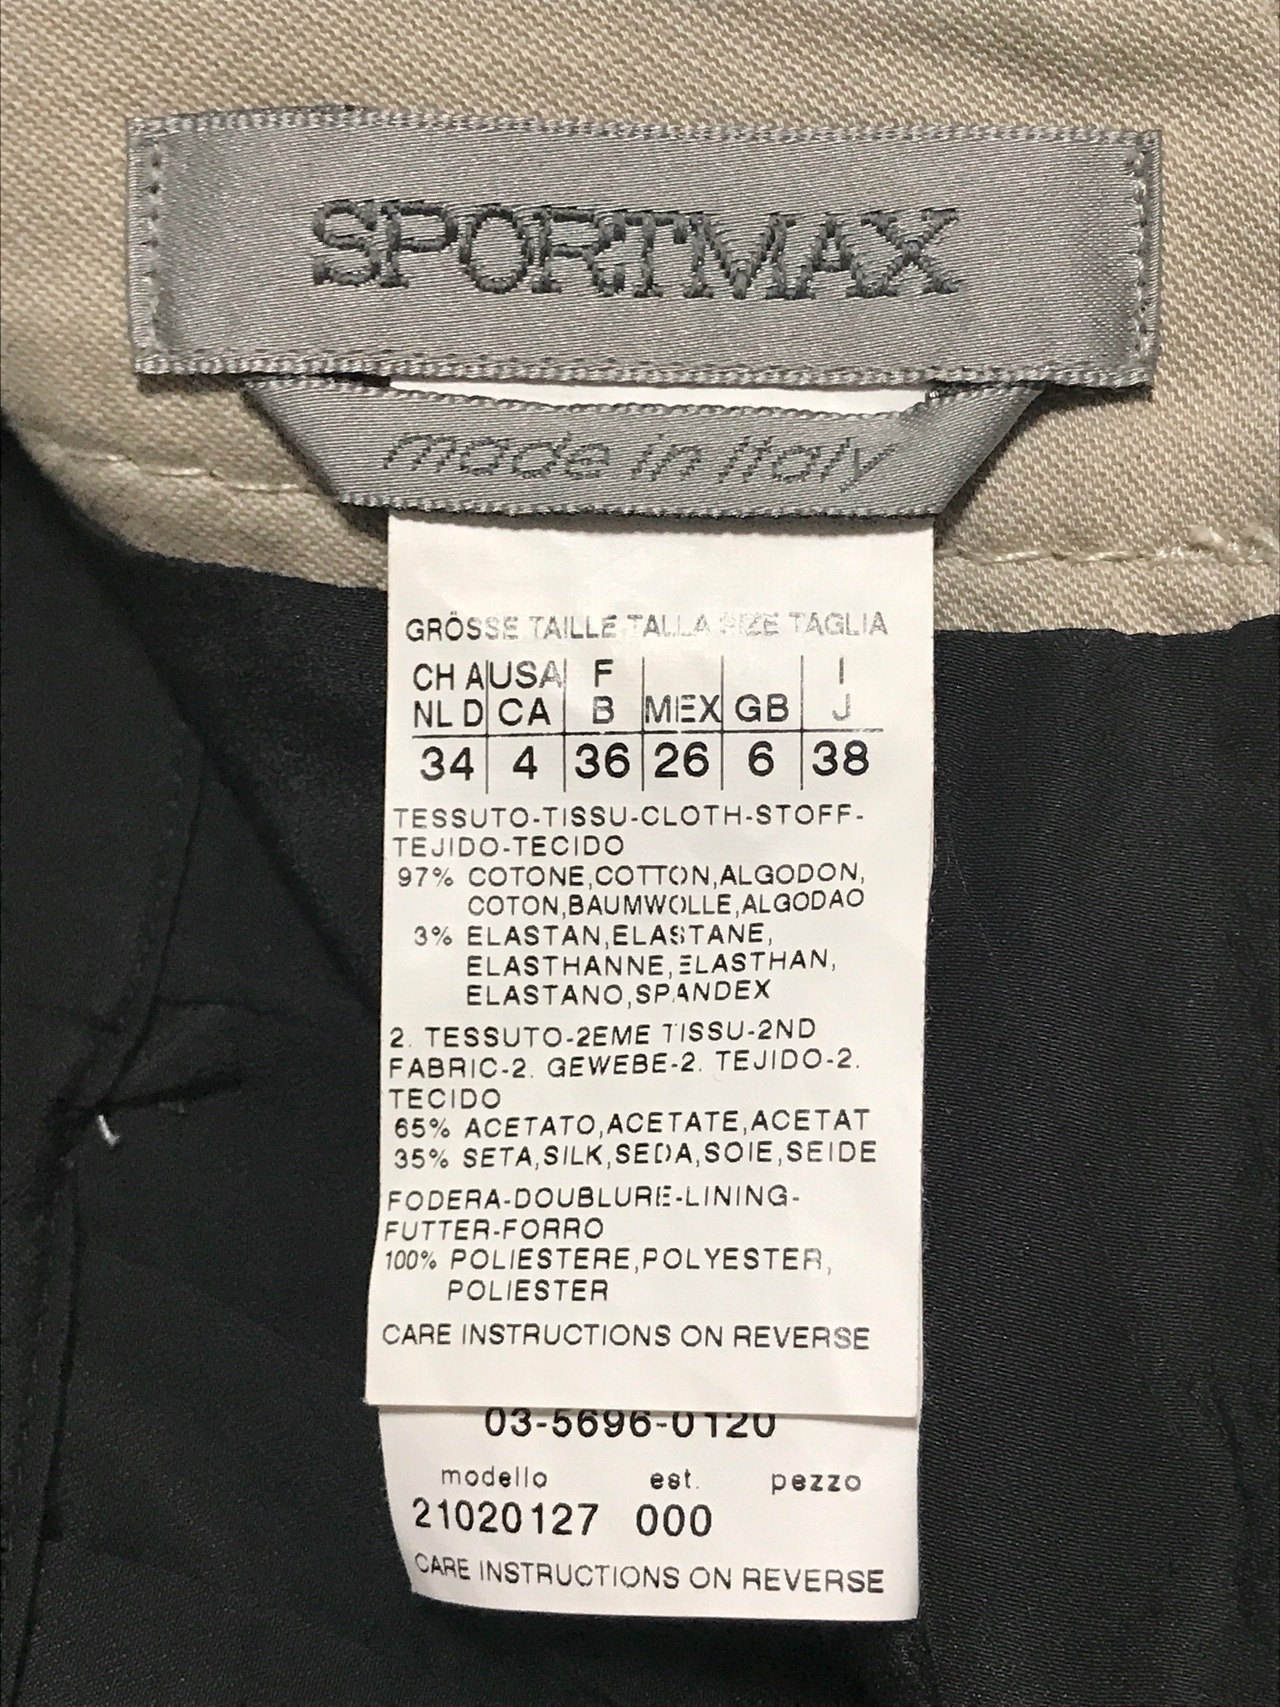 SPORTMAX
made in Italy
GRÖSSE TAILLE TALLA SIZE TAGLIA
CH A USA F I
NL D CA B MEX GB J
34 4 36 26 6 38
TESSUTO-TISSU-CLOTH-STOFF-
TEJIDO-TECIDO
97% COTONE,COTTON,ALGODON,
COTON,BAUMWOLLE,ALGODAO
3% ELASTAN,ELASTANE,
ELASTHANNE,ELASTHAN,
ELASTANO,SPANDEX
2. TESSUTO-2EME TISSU-2ND
FABRIC-2. GEWEBE-2. TEJIDO-2.
TECIDO
65% ACETATO,ACETATE,ACETAT
35% SETA,SILK,SEDA,SOIE,SEIDE
FODERA-DOUBLURE-LINING-
FUTTER-FORRO
100% POLIESTERE,POLYESTER,
POLIESTER
CARE INSTRUCTIONS ON REVERSE
03-5696-0120
modello est. pezzo
21020127 000
CARE INSTRUCTIONS ON REVERSE